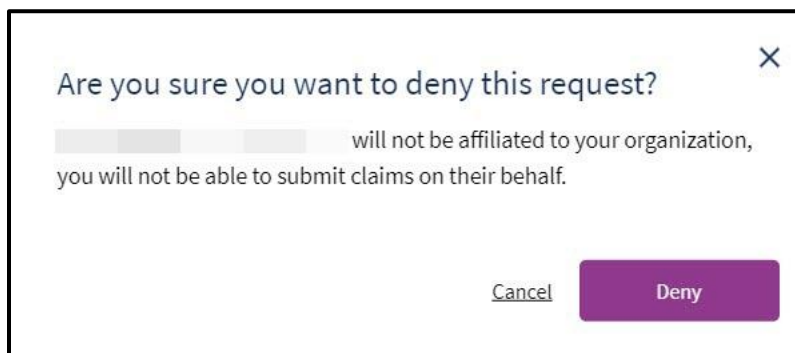 Are you sure you want to deny this request?
will not be affiliated to your organization,
you will not be able to submit claims on their behalf.
Cancel
Deny